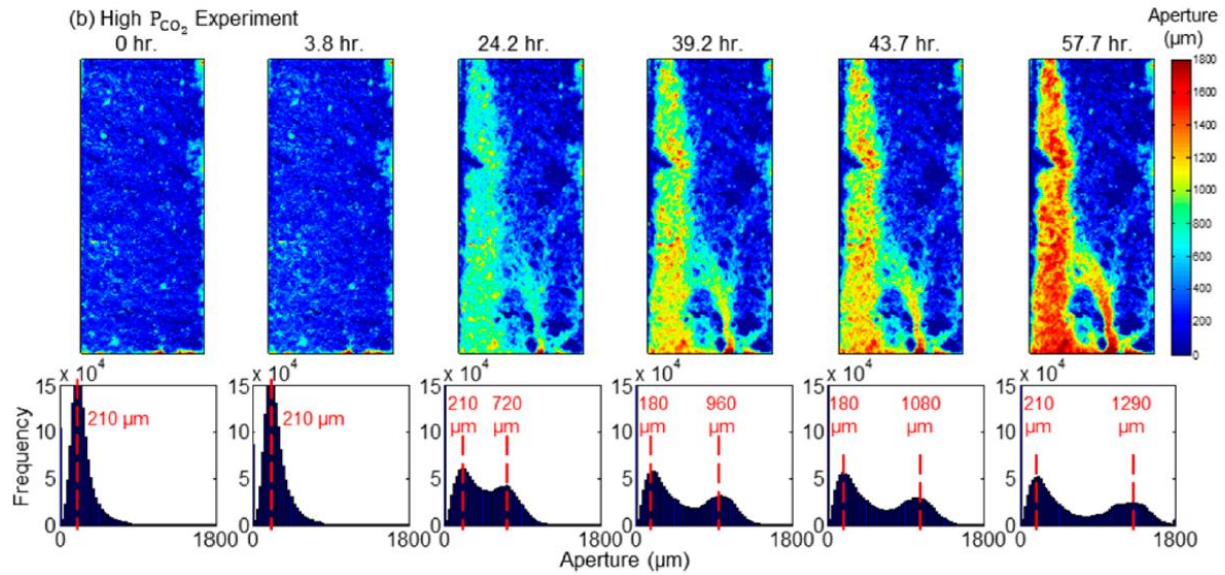 (b) High P_CO2 Experiment
Aperture
(μm)
0 hr. 3.8 hr. 24.2 hr. 39.2 hr. 43.7 hr. 57.7 hr.
1800
1600
1400
1200
1000
800
600
400
200
0
x 10^4 x 10^4 x 10^4 x 10^4 x 10^4 x 10^4
15 15 15 15 15 15
10 10 10 10 10 10
5 5 5 5 5 5
0 0 0 0 0 0
210 μm
210 μm
210
μm
720
μm
180
μm
960
μm
180
μm
1080
μm
210
μm
1290
μm
Frequency
0 1800 0 1800 0 1800 0 1800 0 1800 0 1800
Aperture (μm)